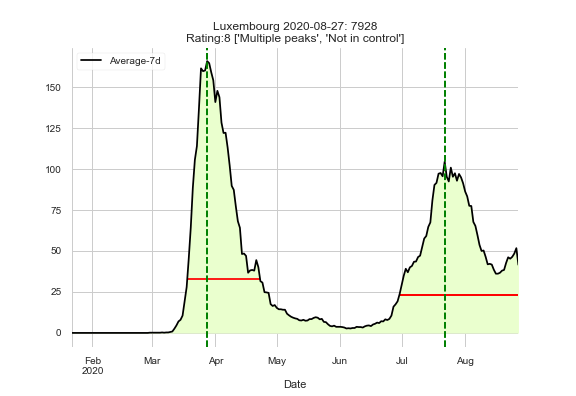 Luxembourg 2020-08-27: 7928
Rating:8 ['Multiple peaks', 'Not in control']
Average-7d
150
125
100
75
50
25
0
Feb
2020
Mar
Apr
May
Jun
Jul
Aug
Date